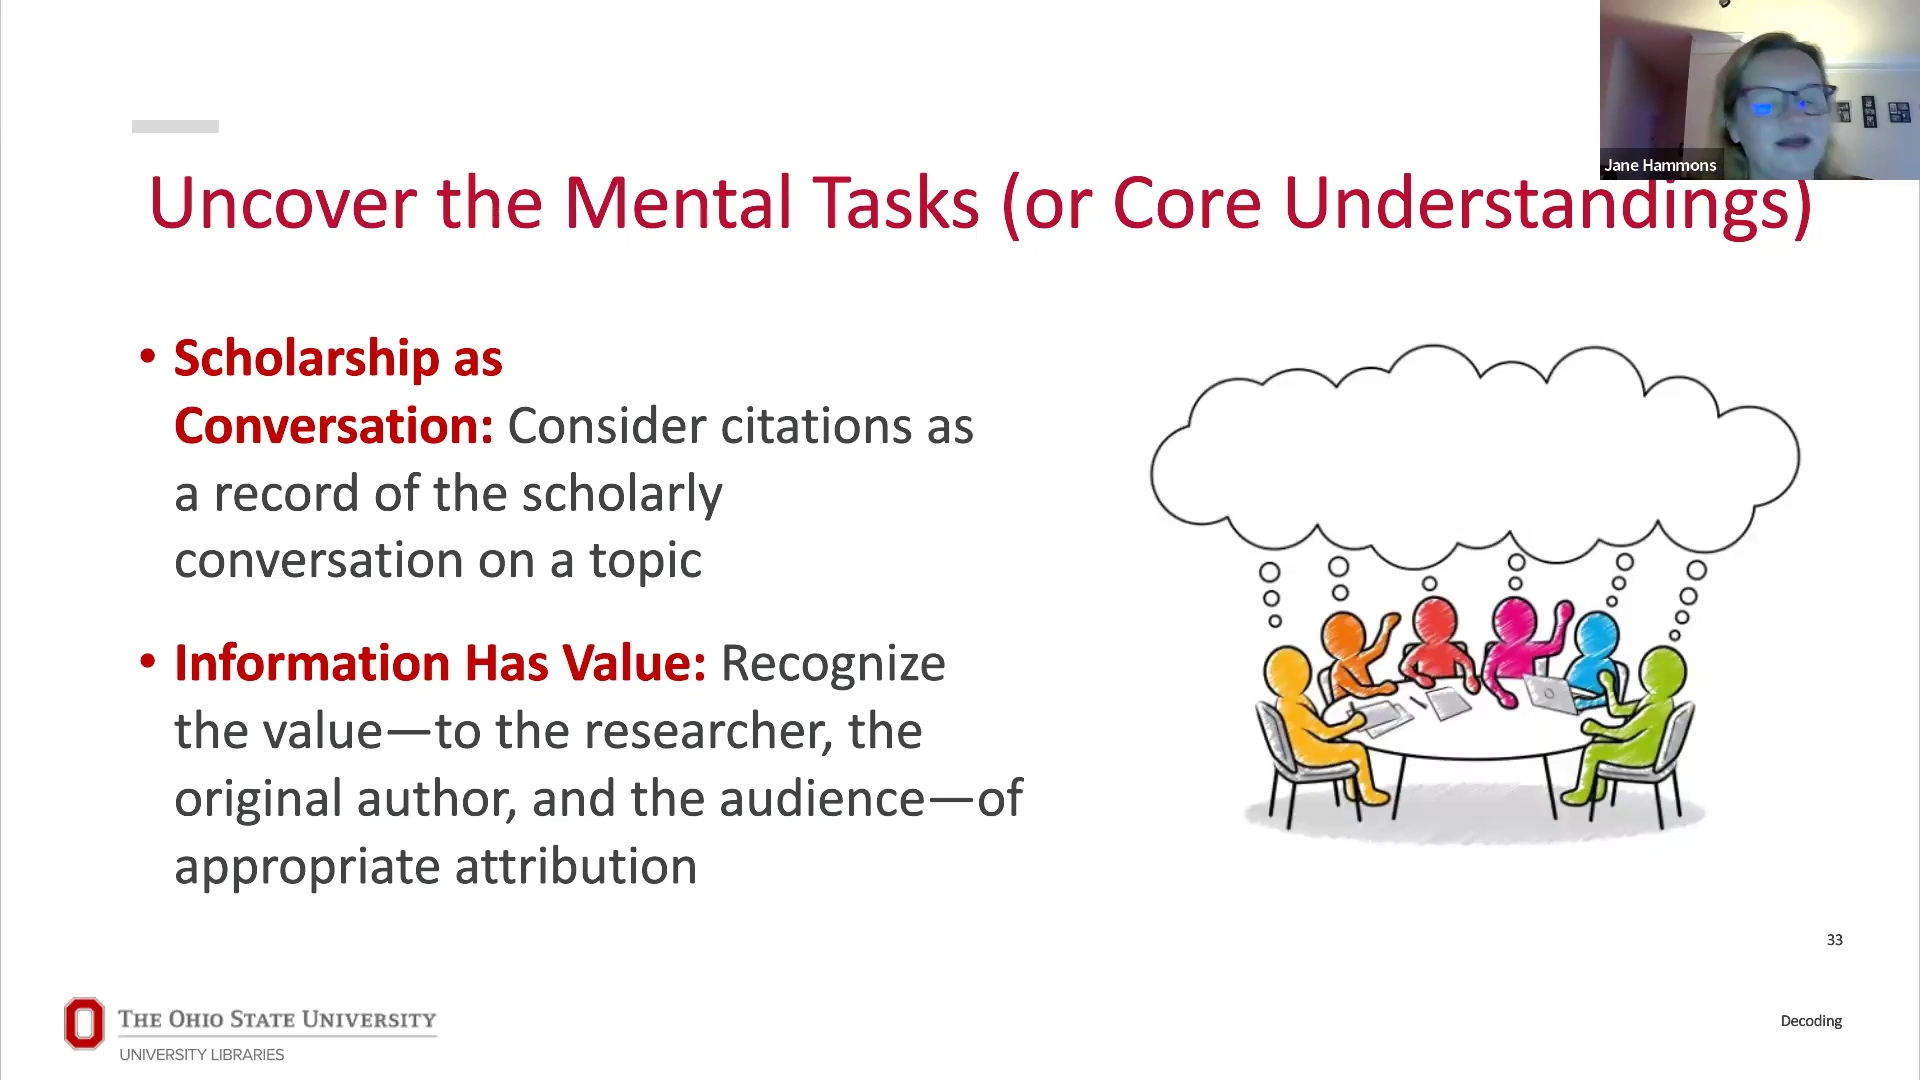 Jane Hammons
Uncover the Mental Tasks (or Core Understandings)
• Scholarship as
Conversation: Consider citations as
a record of the scholarly
conversation on a topic
• Information Has Value: Recognize
the value—to the researcher, the
original author, and the audience—of
appropriate attribution
33
THE OHIO STATE UNIVERSITY
UNIVERSITY LIBRARIES
Decoding